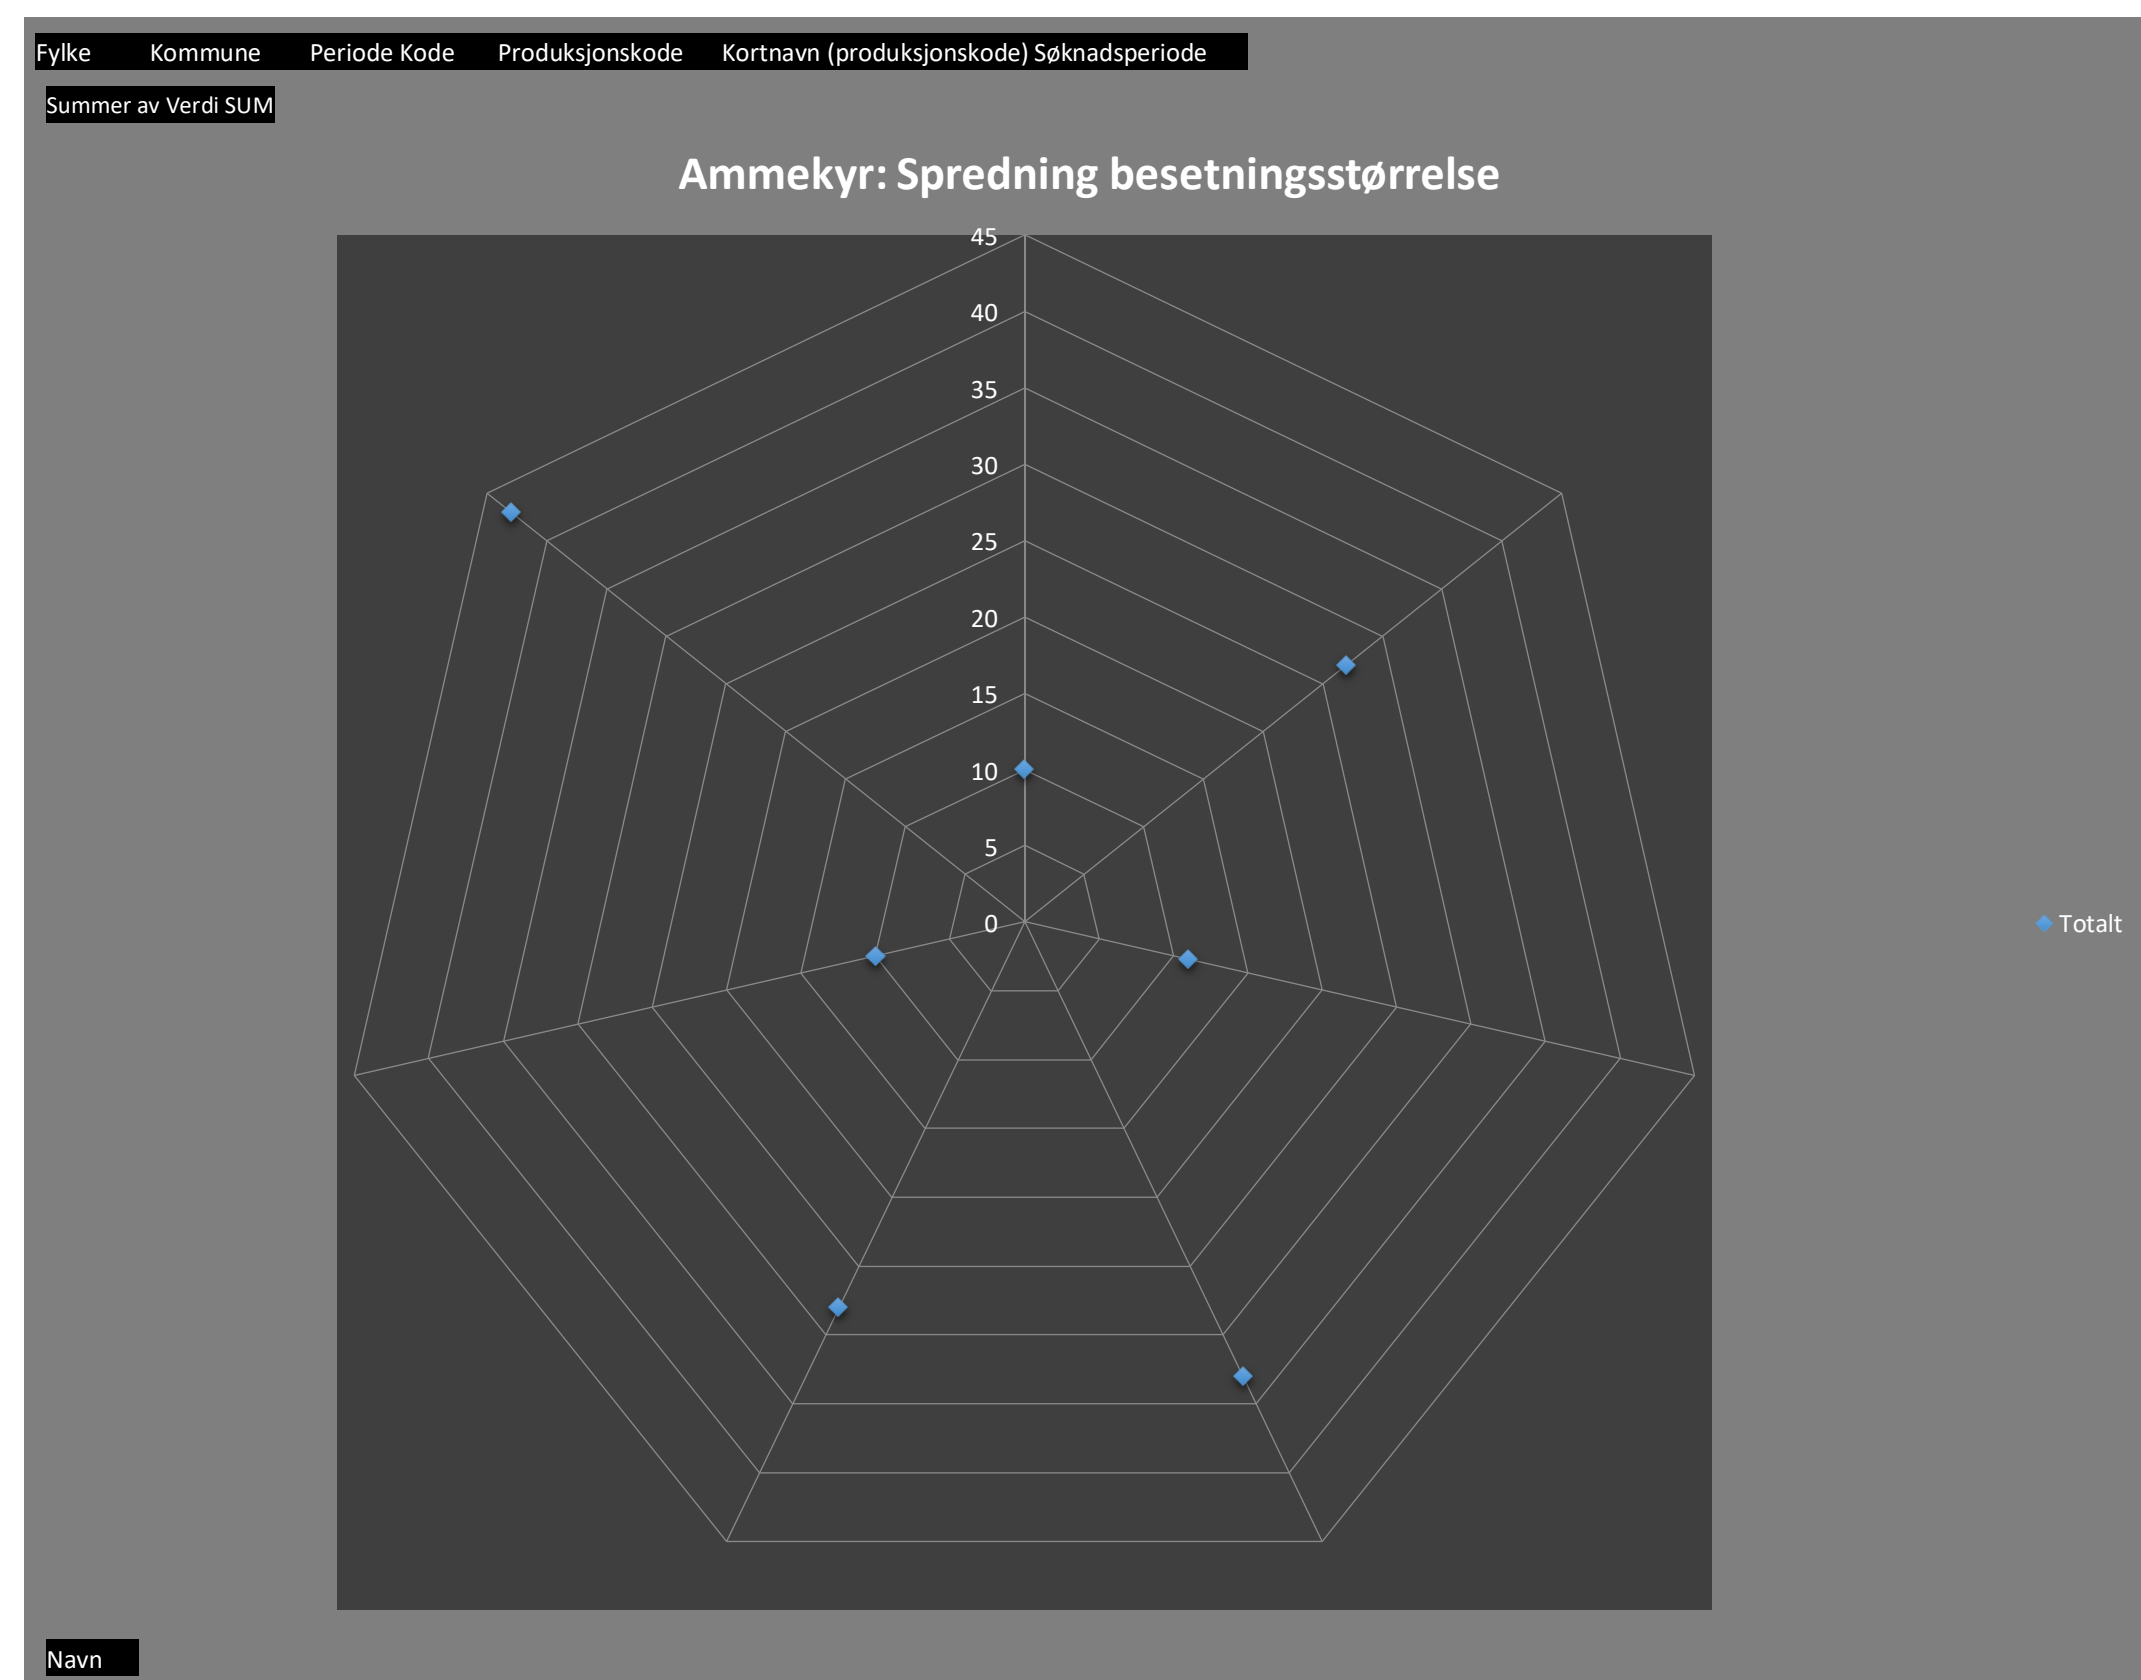 Fylke Kommune Periode Kode Produksjonskode Kortnavn (produksjonskode) Søknadsperiode
Summer av Verdi SUM
Ammekyr: Spredning besetningsstørrelse
45
40
35
30
25
20
15
10
5
0
Totalt
Navn